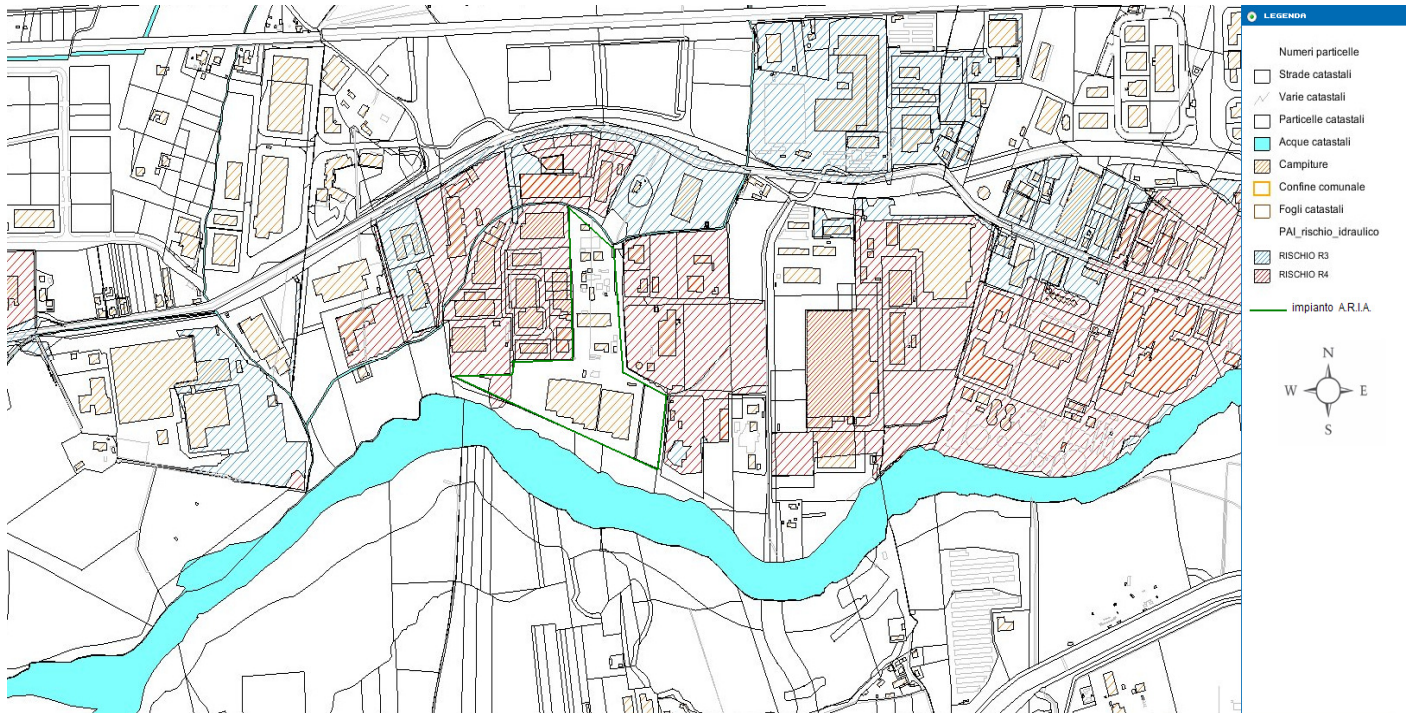 LEGENDA
Numeri particelle
Strade catastali
Varie catastali
Particelle catastali
Acque catastali
Campiture
Confine comunale
Fogli catastali
PAI_rischio_idraulico
RISCHIO R3
RISCHIO R4
impianto A.R.I.A.
N
W E
S